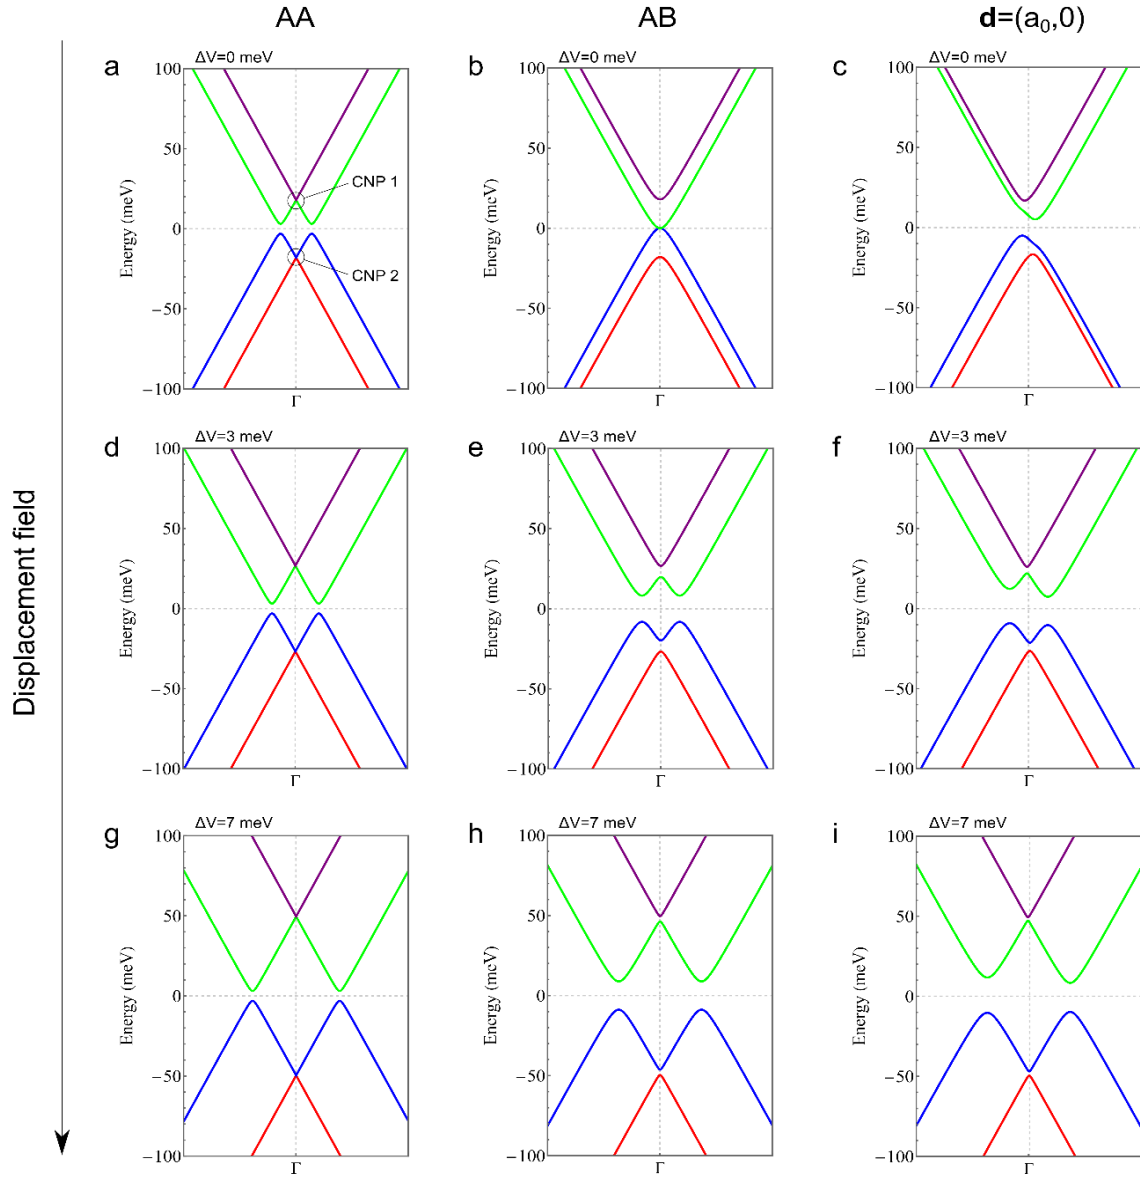 AA
AB
d=(a₀,0)
Displacement field
a
ΔV=0 meV
100
50
0
−50
−100
Energy (meV)
CNP 1
CNP 2
Γ
b
ΔV=0 meV
100
50
0
−50
−100
Energy (meV)
Γ
c
ΔV=0 meV
100
50
0
−50
−100
Energy (meV)
Γ
d
ΔV=3 meV
100
50
0
−50
−100
Energy (meV)
Γ
e
ΔV=3 meV
100
50
0
−50
−100
Energy (meV)
Γ
f
ΔV=3 meV
100
50
0
−50
−100
Energy (meV)
Γ
g
ΔV=7 meV
100
50
0
−50
−100
Energy (meV)
Γ
h
ΔV=7 meV
100
50
0
−50
−100
Energy (meV)
Γ
i
ΔV=7 meV
100
50
0
−50
−100
Energy (meV)
Γ